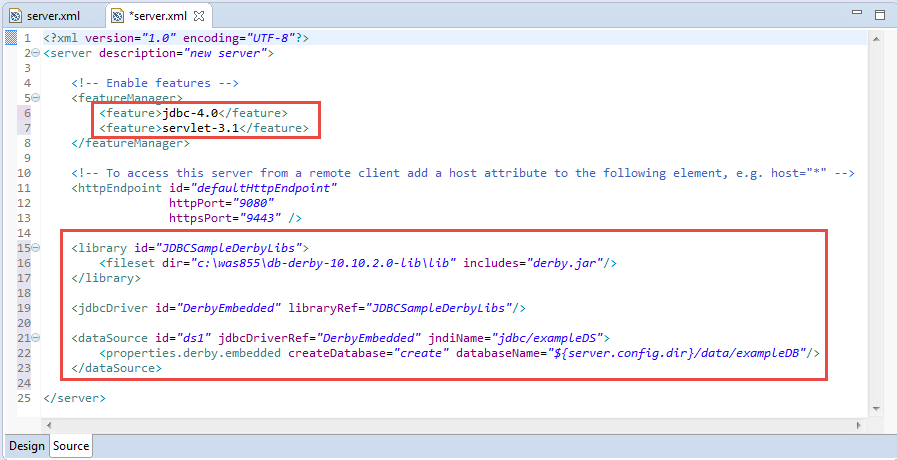 server.xml
*server.xml
1 <?xml version="1.0" encoding="UTF-8"?>
2 <server description="new server">
3
4     <!-- Enable features -->
5     <featureManager>
6         <feature>jdbc-4.0</feature>
7         <feature>servlet-3.1</feature>
8     </featureManager>
9
10     <!-- To access this server from a remote client add a host attribute to the following element, e.g. host="*" -->
11     <httpEndpoint id="defaultHttpEndpoint"
12                   httpPort="9080"
13                   httpsPort="9443" />
14
15     <library id="JDBCSampleDerbyLibs">
16         <fileset dir="c:\was855\db-derby-10.10.2.0-lib\lib" includes="derby.jar"/>
17     </library>
18
19     <jdbcDriver id="DerbyEmbedded" libraryRef="JDBCSampleDerbyLibs"/>
20
21     <dataSource id="ds1" jdbcDriverRef="DerbyEmbedded" jndiName="jdbc/exampleDS">
22         <properties.derby.embedded createDatabase="create" databaseName="${server.config.dir}/data/exampleDB"/>
23     </dataSource>
24
25 </server>
Design Source